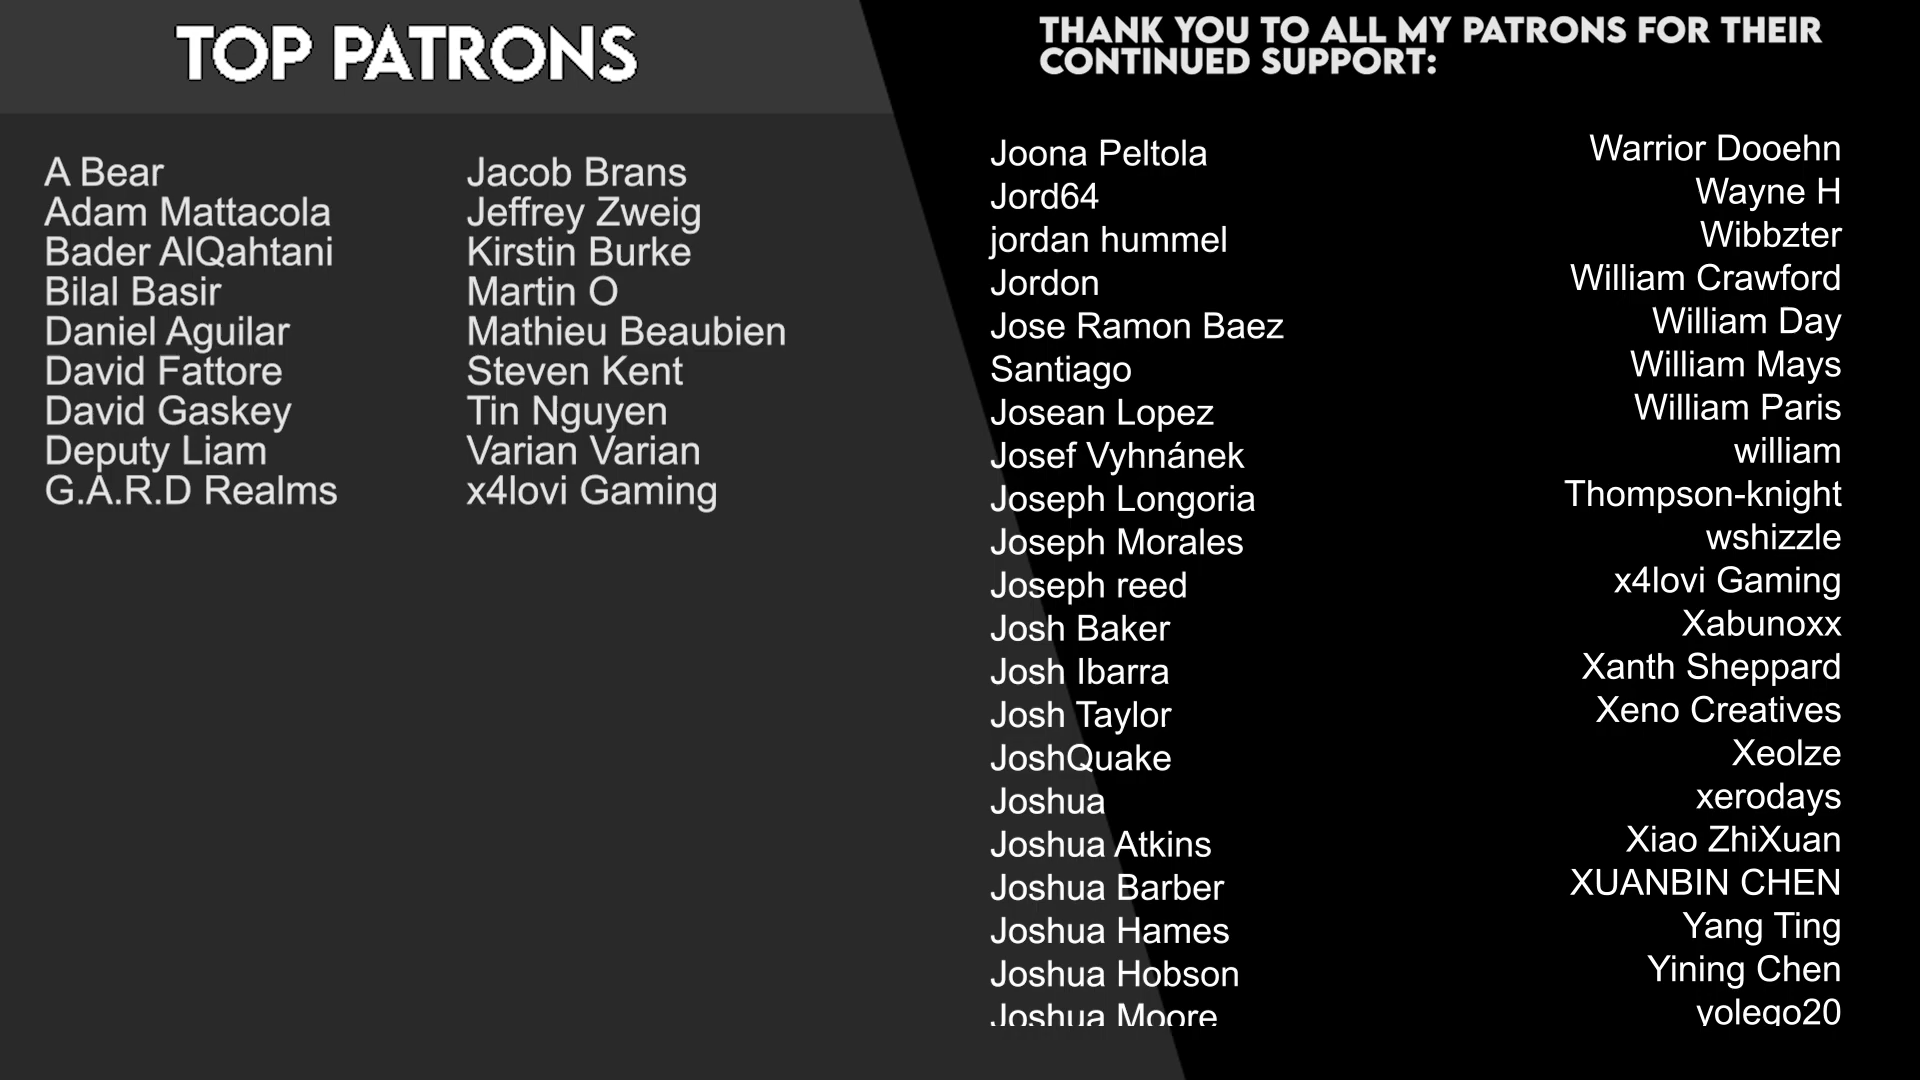 TOP PATRONS
A Bear
Adam Mattacola
Bader AlQahtani
Bilal Basir
Daniel Aguilar
David Fattore
David Gaskey
Deputy Liam
G.A.R.D Realms
Jacob Brans
Jeffrey Zweig
Kirstin Burke
Martin O
Mathieu Beaubien
Steven Kent
Tin Nguyen
Varian Varian
x4lovi Gaming
THANK YOU TO ALL MY PATRONS FOR THEIR
CONTINUED SUPPORT:
Joona Peltola
Jord64
jordan hummel
Jordon
Jose Ramon Baez
Santiago
Josean Lopez
Josef Vyhnánek
Joseph Longoria
Joseph Morales
Joseph reed
Josh Baker
Josh Ibarra
Josh Taylor
JoshQuake
Joshua
Joshua Atkins
Joshua Barber
Joshua Hames
Joshua Hobson
Joshua Moore
Warrior Dooehn
Wayne H
Wibbzter
William Crawford
William Day
William Mays
William Paris
william
Thompson-knight
wshizzle
x4lovi Gaming
Xabunoxx
Xanth Sheppard
Xeno Creatives
Xeolze
xerodays
Xiao ZhiXuan
XUANBIN CHEN
Yang Ting
Yining Chen